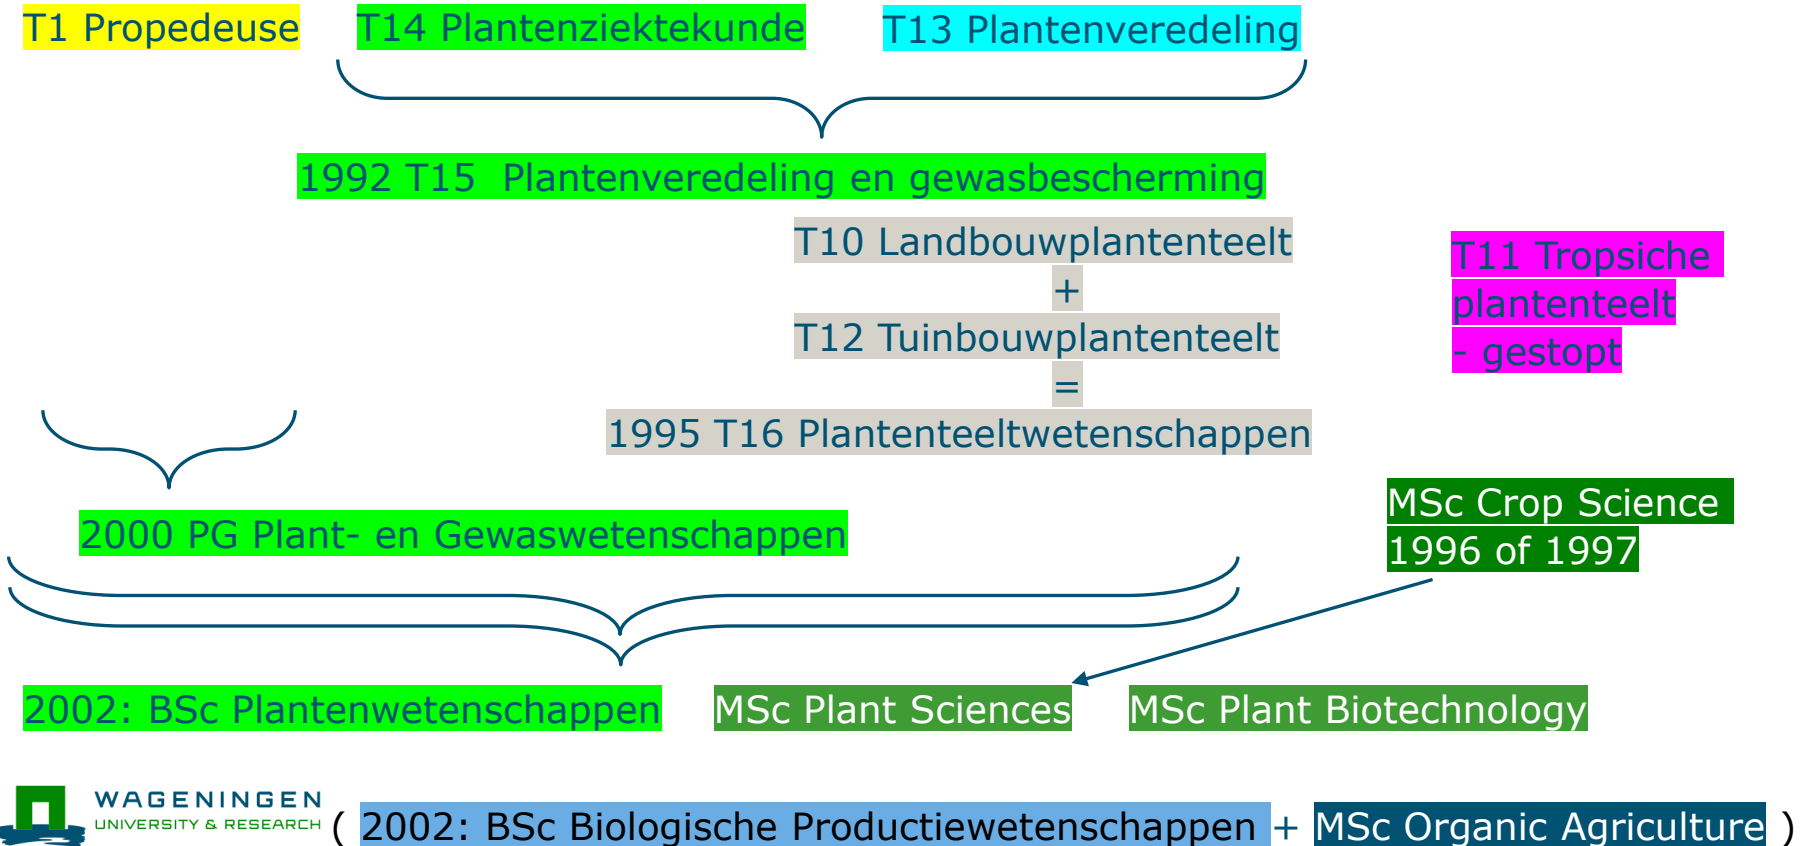 T1 Propedeuse
T14 Plantenziektekunde
T13 Plantenveredeling
1992 T15  Plantenveredeling en gewasbescherming
T10 Landbouwplantenteelt
+
T12 Tuinbouwplantenteelt
=
1995 T16 Plantenteeltwetenschappen
T11 Tropsiche
plantenteelt
- gestopt
2000 PG Plant- en Gewaswetenschappen
MSc Crop Science
1996 of 1997
2002: BSc Plantenwetenschappen
MSc Plant Sciences
MSc Plant Biotechnology
WAGENINGEN
UNIVERSITY & RESEARCH
( 2002: BSc Biologische Productiewetenschappen + MSc Organic Agriculture )